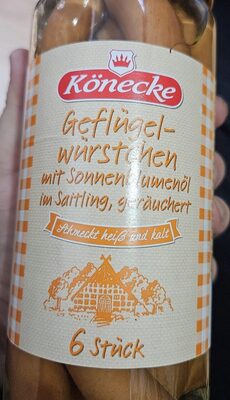 Könecke
Geflügel-
würstchen
mit Sonnenblumenöl
im Saitling, geräuchert
Schmeckt heiß und kalt
6 Stück